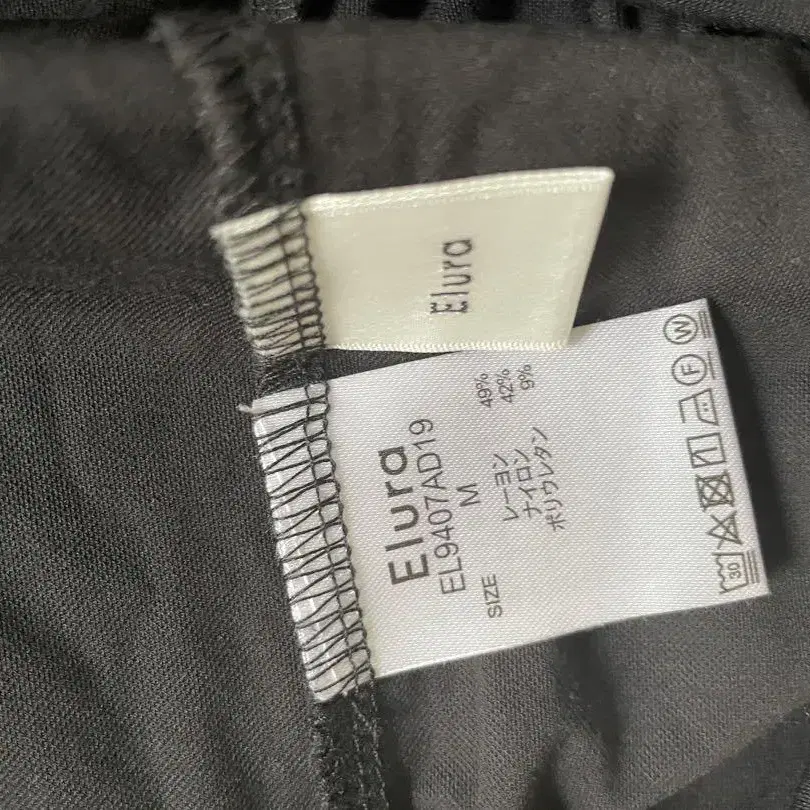 Elura
Elura
EL9407AD19
SIZE M
レーヨン 49%
ナイロン 42%
ポリウレタン 9%
30
F
W